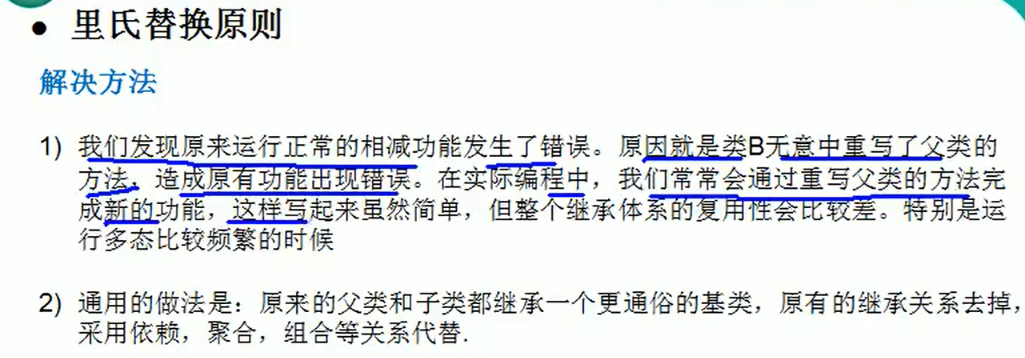 ● 里氏替换原则
解决方法
1) 我们发现原来运行正常的相减功能发生了错误。原因就是类B无意中重写了父类的
方法，造成原有功能出现错误。在实际编程中，我们常常会通过重写父类的方法完
成新的功能，这样写起来虽然简单，但整个继承体系的复用性会比较差。特别是运
行多态比较频繁的时候
2) 通用的做法是：原来的父类和子类都继承一个更通俗的基类，原有的继承关系去掉，
采用依赖，聚合，组合等关系代替.